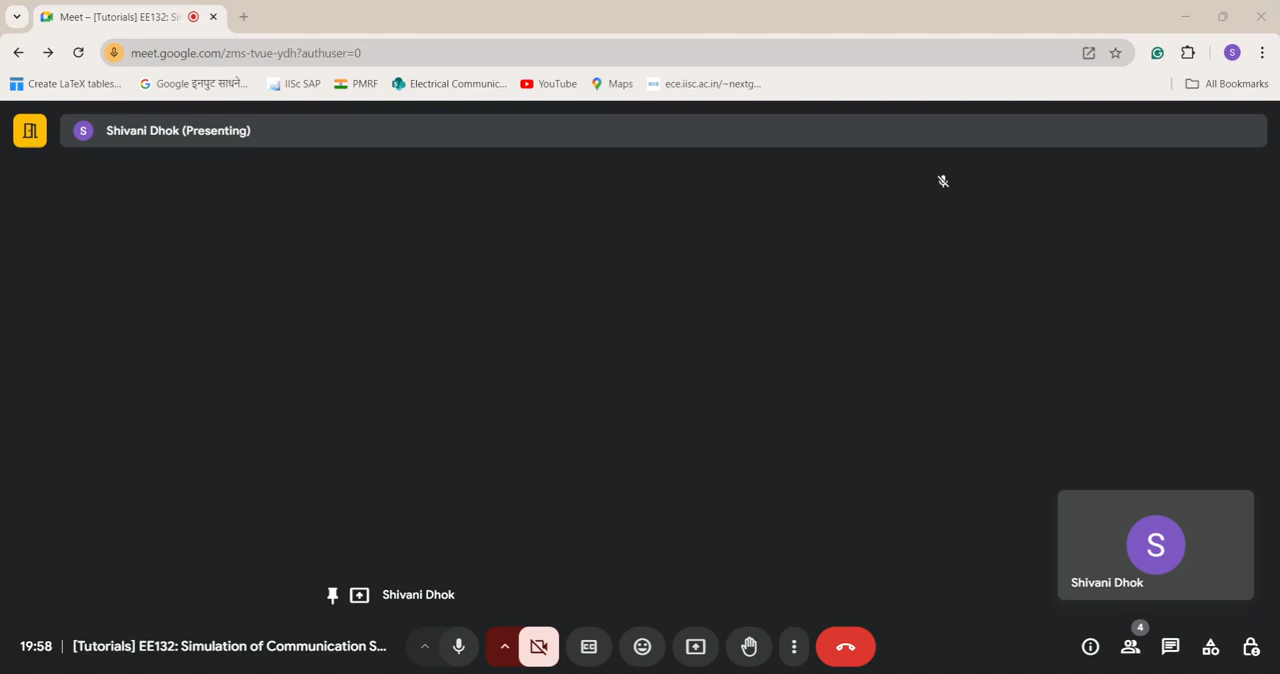 Meet – [Tutorials] EE132: Si
meet.google.com/zms-tvue-ydh?authuser=0
S
Create LaTeX tables...
Google इनपुट साधने...
IISc SAP
PMRF
Electrical Communic...
YouTube
Maps
ece.iisc.ac.in/~nextg...
All Bookmarks
S
Shivani Dhok (Presenting)
S
Shivani Dhok
Shivani Dhok
4
19:58
[Tutorials] EE132: Simulation of Communication S...